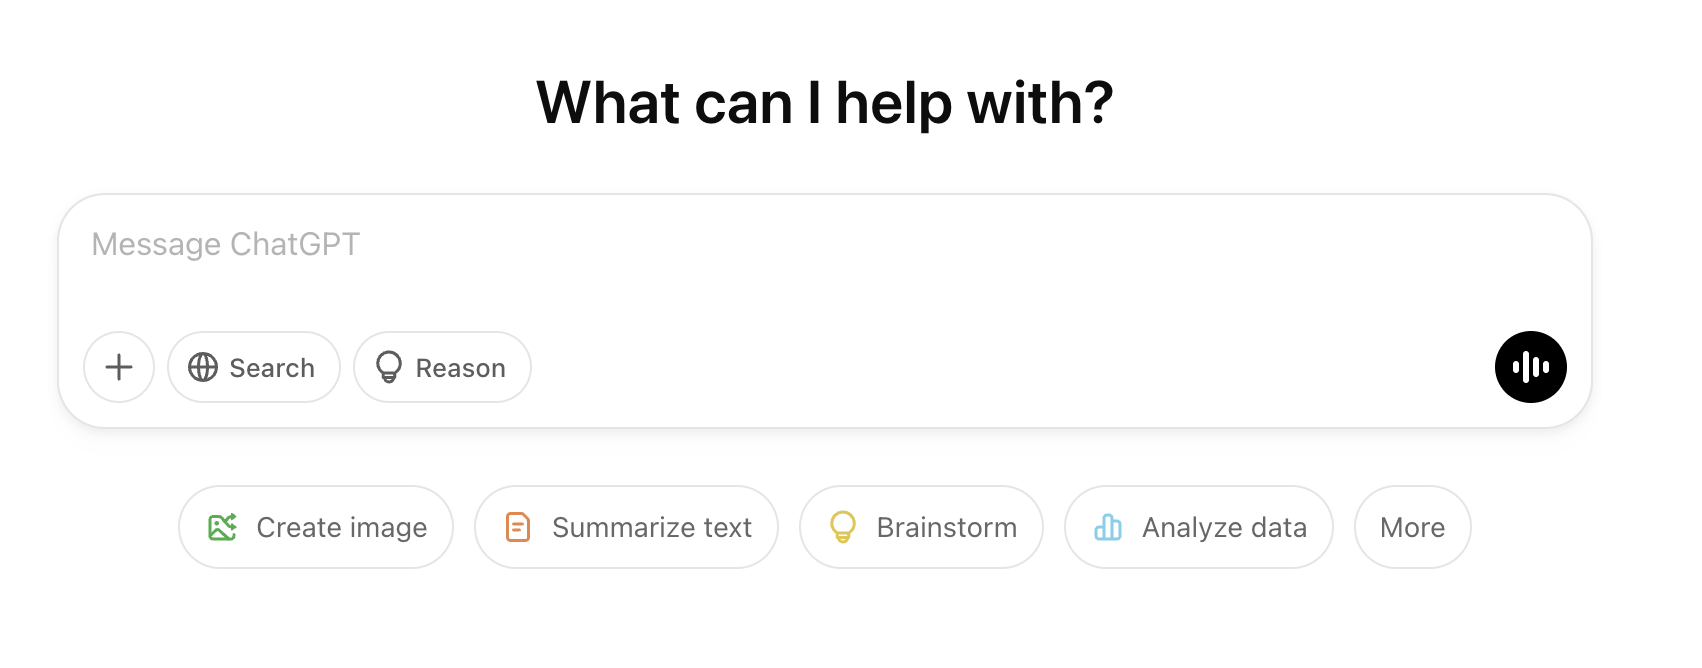 What can I help with?
Message ChatGPT
Search Reason
Create image Summarize text Brainstorm Analyze data More